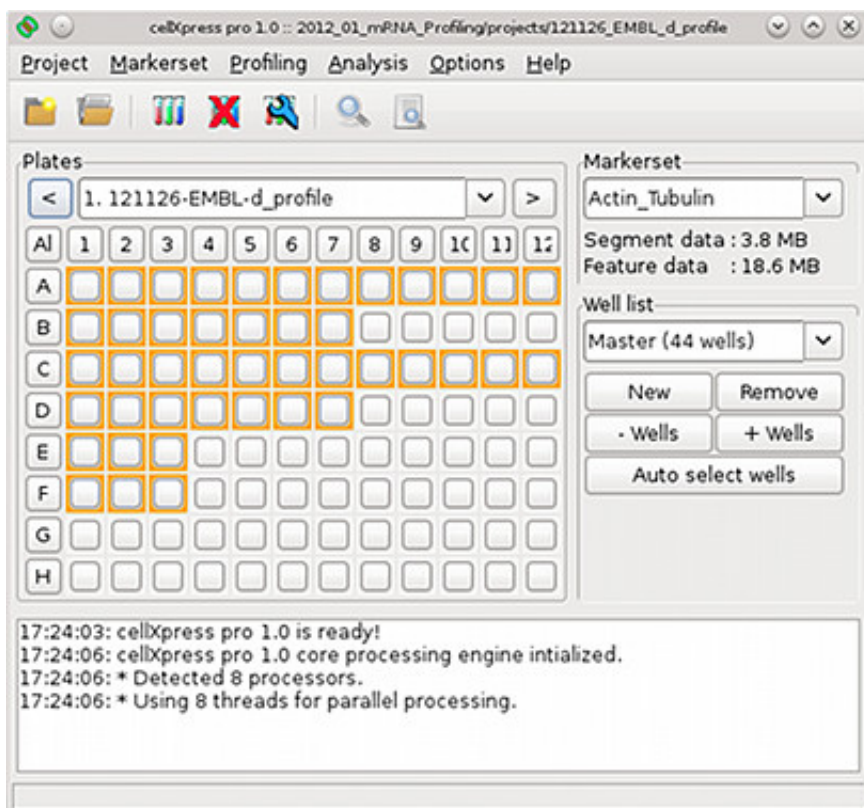 cellXpress pro 1.0 :: 2012_01_mRNA_Profiling/projects/121126_EMBL_d_profile
Project Markerset Profiling Analysis Options Help
Plates
< 1. 121126-EMBL-d_profile >
Al 1 2 3 4 5 6 7 8 9 1( 1] 12
A
B
C
D
E
F
G
H
Markerset
Actin_Tubulin
Segment data : 3.8 MB
Feature data : 18.6 MB
Well list
Master (44 wells)
New Remove
- Wells + Wells
Auto select wells
17:24:03: cellXpress pro 1.0 is ready!
17:24:06: cellXpress pro 1.0 core processing engine intialized.
17:24:06: * Detected 8 processors.
17:24:06: * Using 8 threads for parallel processing.